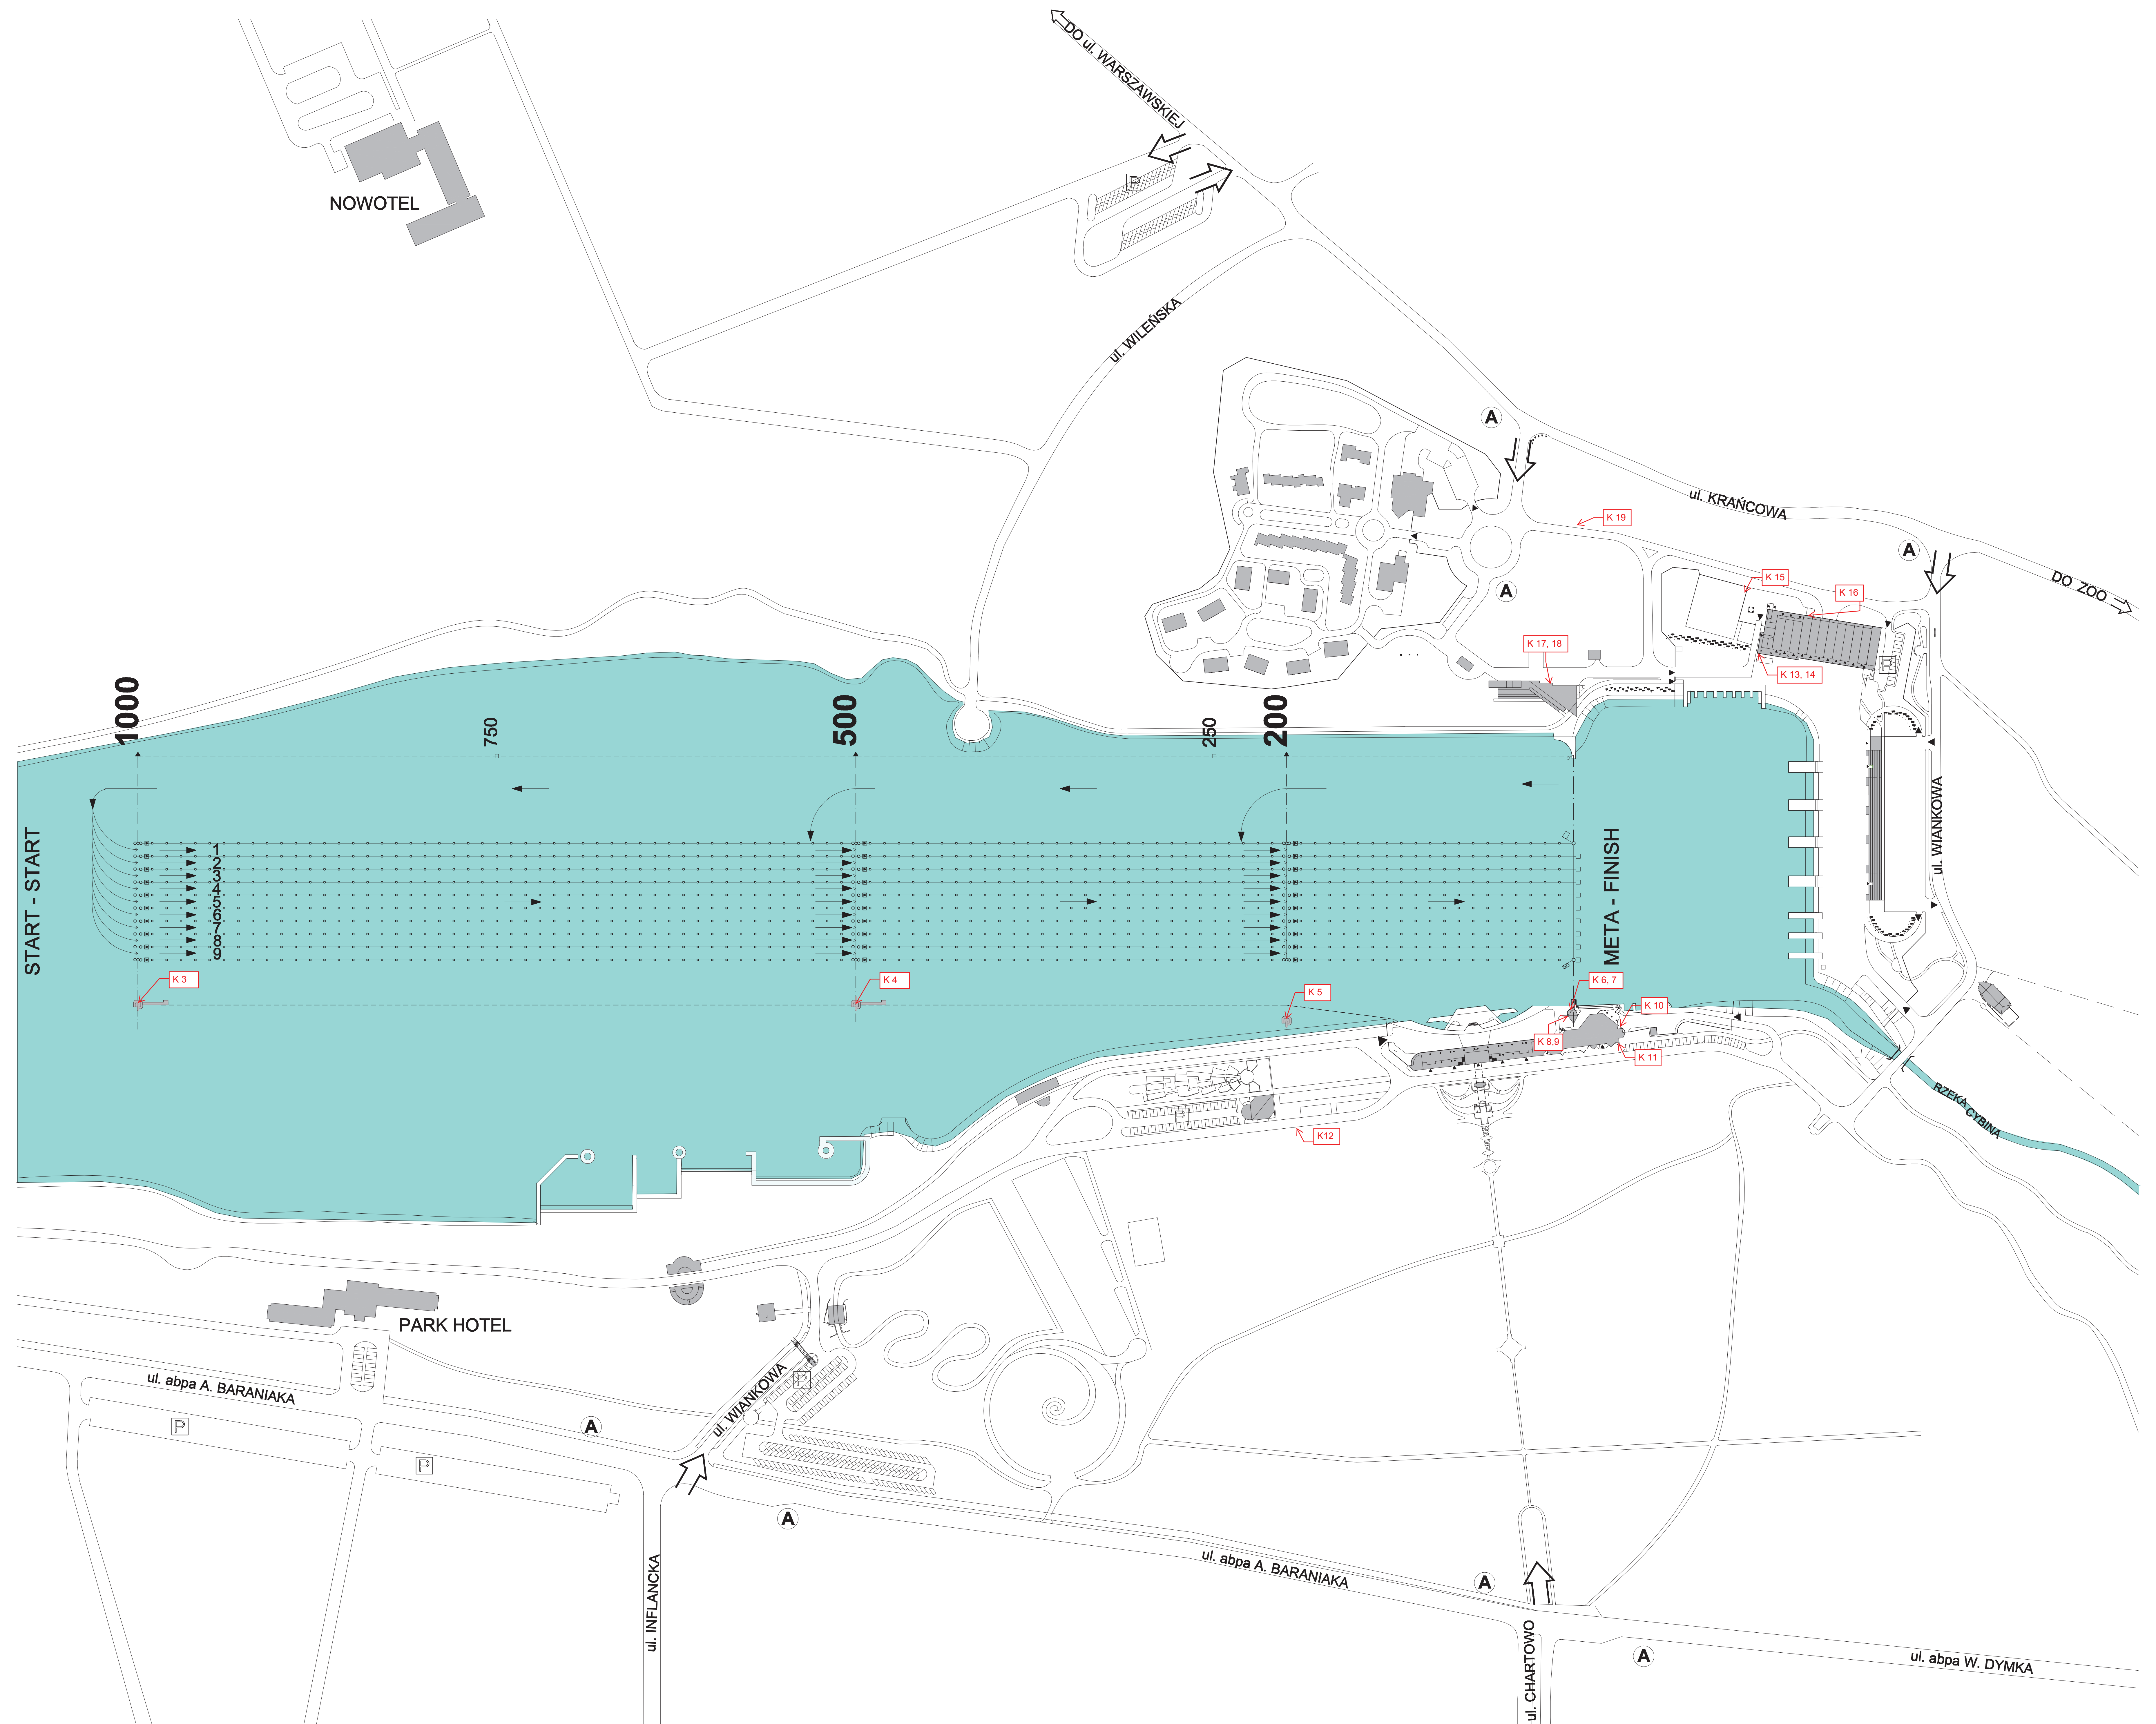 DO ul. WARSZAWSKIEJ
P
NOWOTEL
ul. WILEŃSKA
A
ul. KRAŃCOWA
K 19
A
DO ZOO
K 15
K 16
A
K 17, 18
P
K 13, 14
1000
750
500
250
200
ul. WIANKOWA
START - START
META - FINISH
1
2
3
4
5
6
7
8
9
K 3
K 4
K 5
K 6, 7
K 10
K 8,9
K 11
RZEKA CYBINA
P
K12
PARK HOTEL
ul. abpa A. BARANIAKA
P
ul. WIANKOWA
P
A
P
A
ul. INFLANCKA
ul. abpa A. BARANIAKA
A
ul. CHARTOWO
A
ul. abpa W. DYMKA